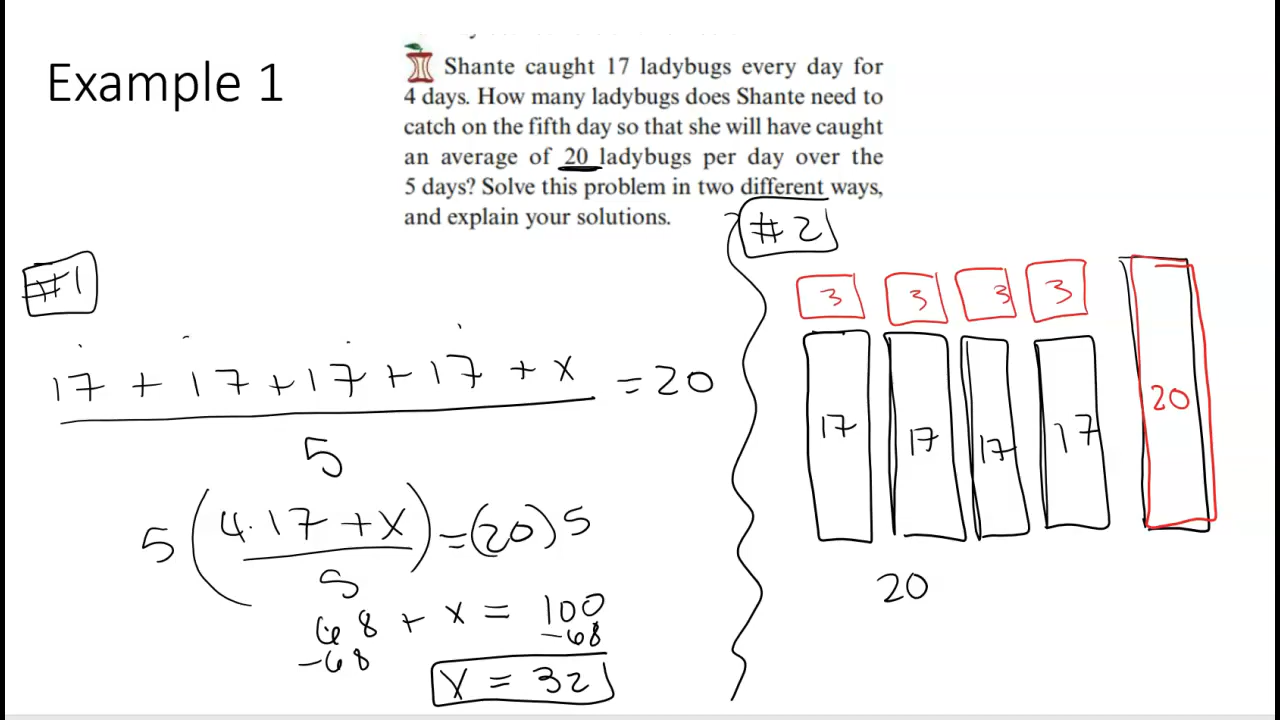 Example 1
Shante caught 17 ladybugs every day for
4 days. How many ladybugs does Shante need to
catch on the fifth day so that she will have caught
an average of 20 ladybugs per day over the
5 days? Solve this problem in two different ways,
and explain your solutions.
#1
17 + 17 + 17 + 17 + x = 20
5
5 ( 4·17 + x ) = (20) 5
5
68 + x = 100
-68 -68
x = 32
#2
3 3 3 3
17 17 17 17 20
20